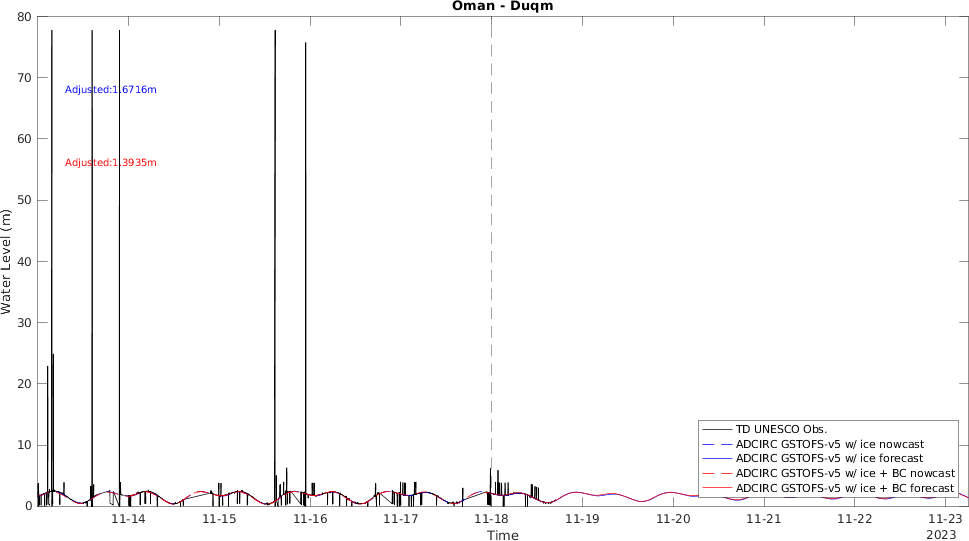 Oman - Duqm
80
70
60
50
40
30
20
10
0
Water Level (m)
Adjusted:1.6716m
Adjusted:1.3935m
TD UNESCO Obs.
ADCIRC GSTOFS-v5 w/ ice nowcast
ADCIRC GSTOFS-v5 w/ ice forecast
ADCIRC GSTOFS-v5 w/ ice + BC nowcast
ADCIRC GSTOFS-v5 w/ ice + BC forecast
11-14 11-15 11-16 11-17 11-18 11-19 11-20 11-21 11-22 11-23
2023
Time